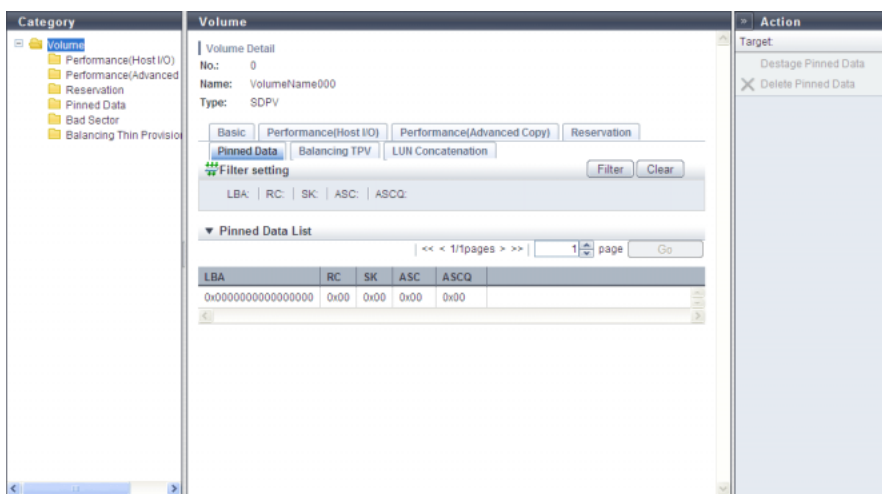 Category
Volume
Performance(Host I/O)
Performance(Advanced
Reservation
Pinned Data
Bad Sector
Balancing Thin Provision
Volume
Volume Detail
No.: 0
Name: VolumeName000
Type: SDPV
Basic Performance(Host I/O) Performance(Advanced Copy) Reservation
Pinned Data Balancing TPV LUN Concatenation
Filter setting Filter Clear
LBA: | RC: | SK: | ASC: | ASCQ:
▼ Pinned Data List
| << < 1/1pages > >> | 1 page Go
LBA RC SK ASC ASCQ
0x0000000000000000 0x00 0x00 0x00 0x00
» Action
Target:
Destage Pinned Data
Delete Pinned Data